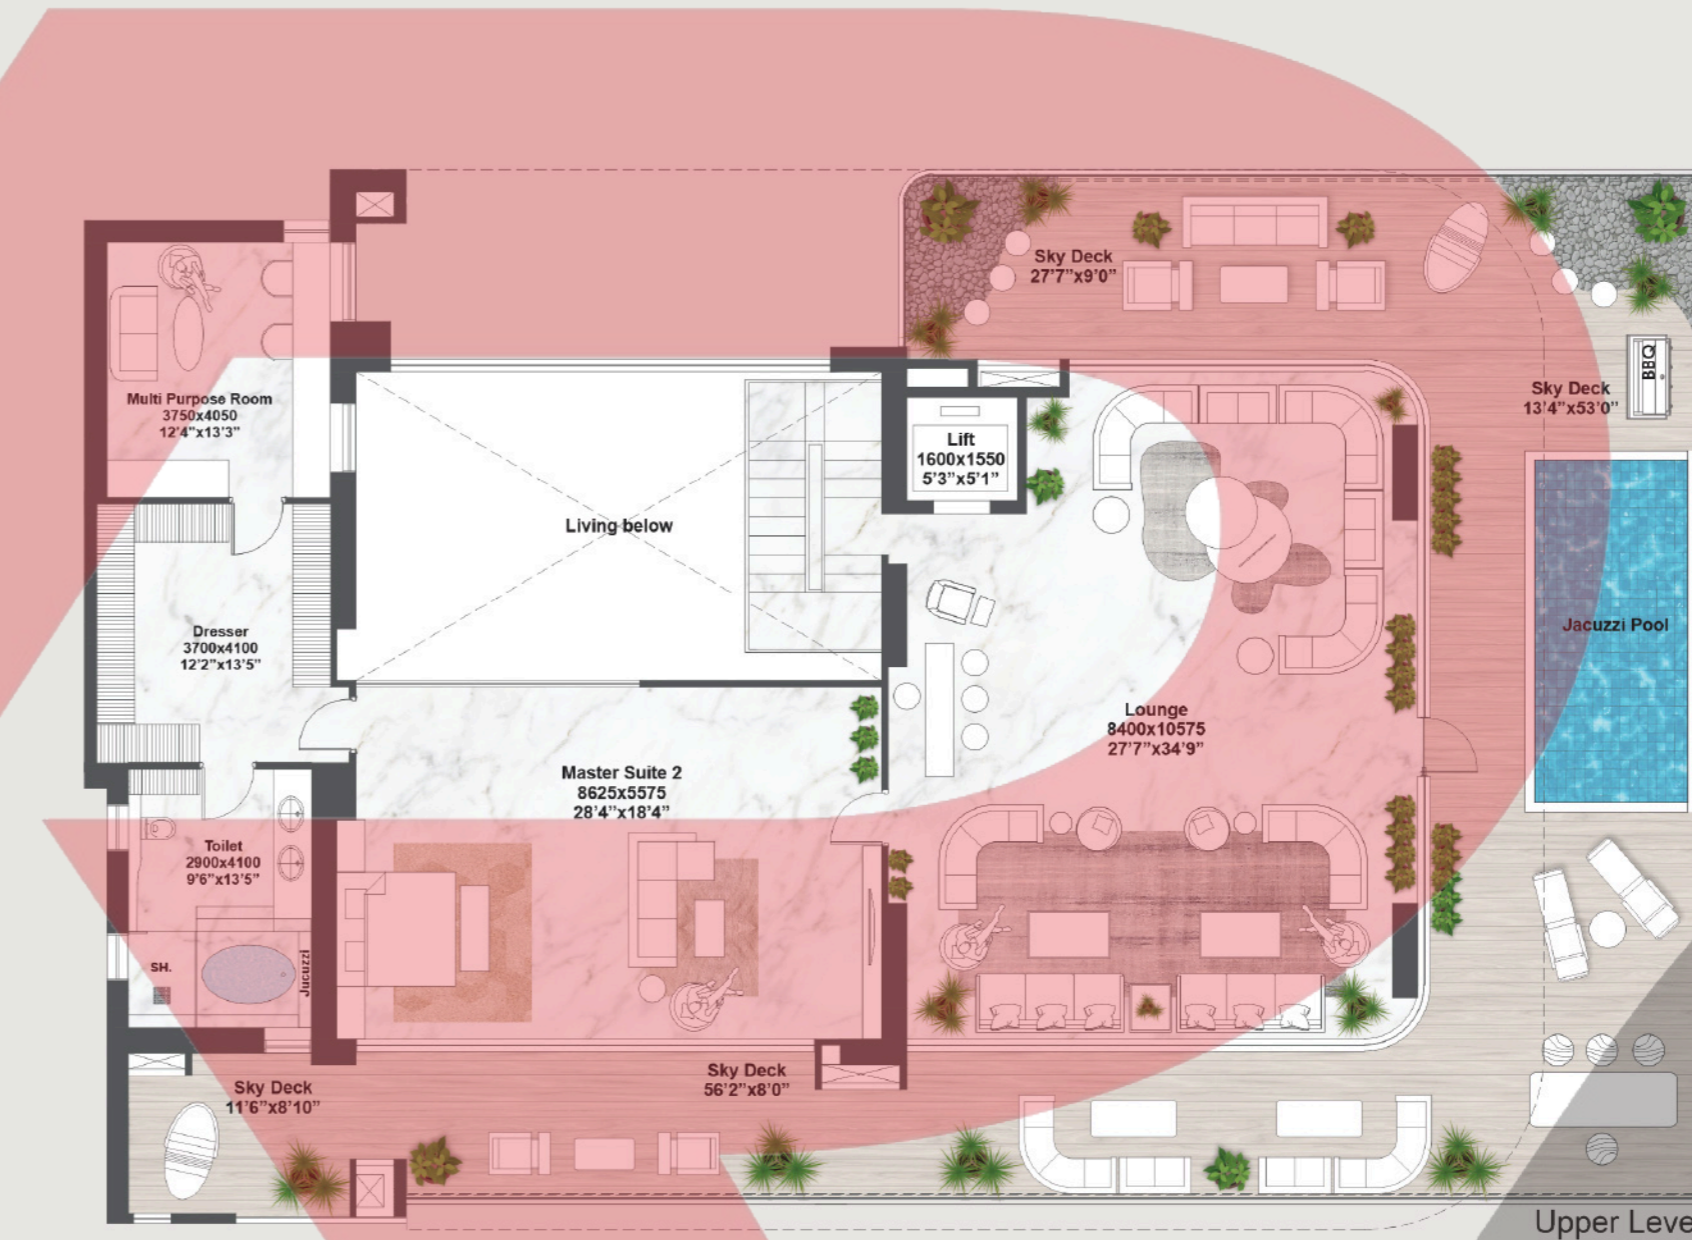 Sky Deck
27'7"x9'0"
Multi Purpose Room
3750x4050
12'4"x13'3"
Sky Deck
13'4"x53'0"
BBQ
Lift
1600x1550
5'3"x5'1"
Living below
Dresser
3700x4100
12'2"x13'5"
Jacuzzi Pool
Lounge
8400x10575
27'7"x34'9"
Master Suite 2
8625x5575
28'4"x18'4"
Toilet
2900x4100
9'6"x13'5"
SH.
Jucuzzi
Sky Deck
11'6"x8'10"
Sky Deck
56'2"x8'0"
Upper Leve